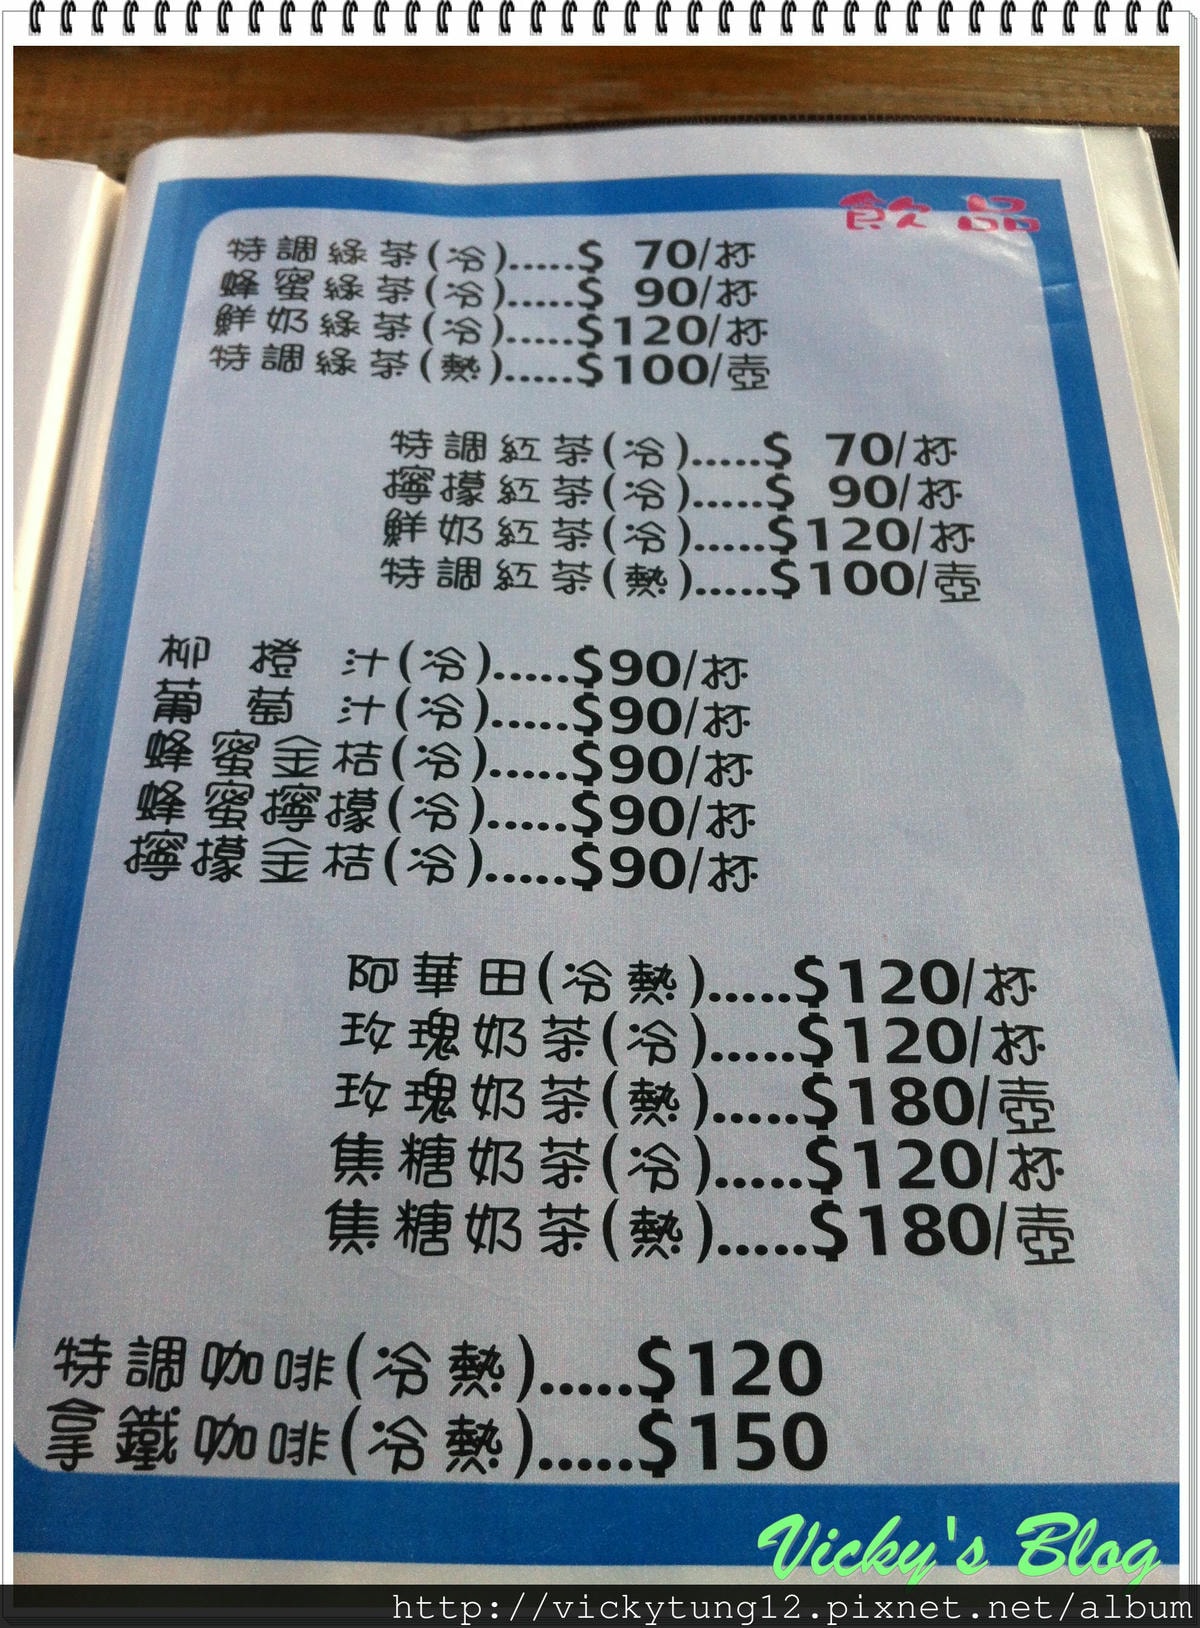 飲品
特調綠茶(冷).....$ 70/杯
蜂蜜綠茶(冷).....$ 90/杯
鮮奶綠茶(冷).....$120/杯
特調綠茶(熱).....$100/壺
特調紅茶(冷).....$ 70/杯
檸檬紅茶(冷).....$ 90/杯
鮮奶紅茶(冷).....$120/杯
特調紅茶(熱).....$100/壺
柳橙汁(冷).....$90/杯
葡萄汁(冷).....$90/杯
蜂蜜金桔(冷).....$90/杯
蜂蜜檸檬(冷).....$90/杯
檸檬金桔(冷).....$90/杯
阿華田(冷熱).....$120/杯
玫瑰奶茶(冷).....$120/杯
玫瑰奶茶(熱).....$180/壺
焦糖奶茶(冷).....$120/杯
焦糖奶茶(熱).....$180/壺
特調咖啡(冷熱).....$120
拿鐵咖啡(冷熱).....$150
Vicky's Blog
http://vickytung12.pixnet.net/album